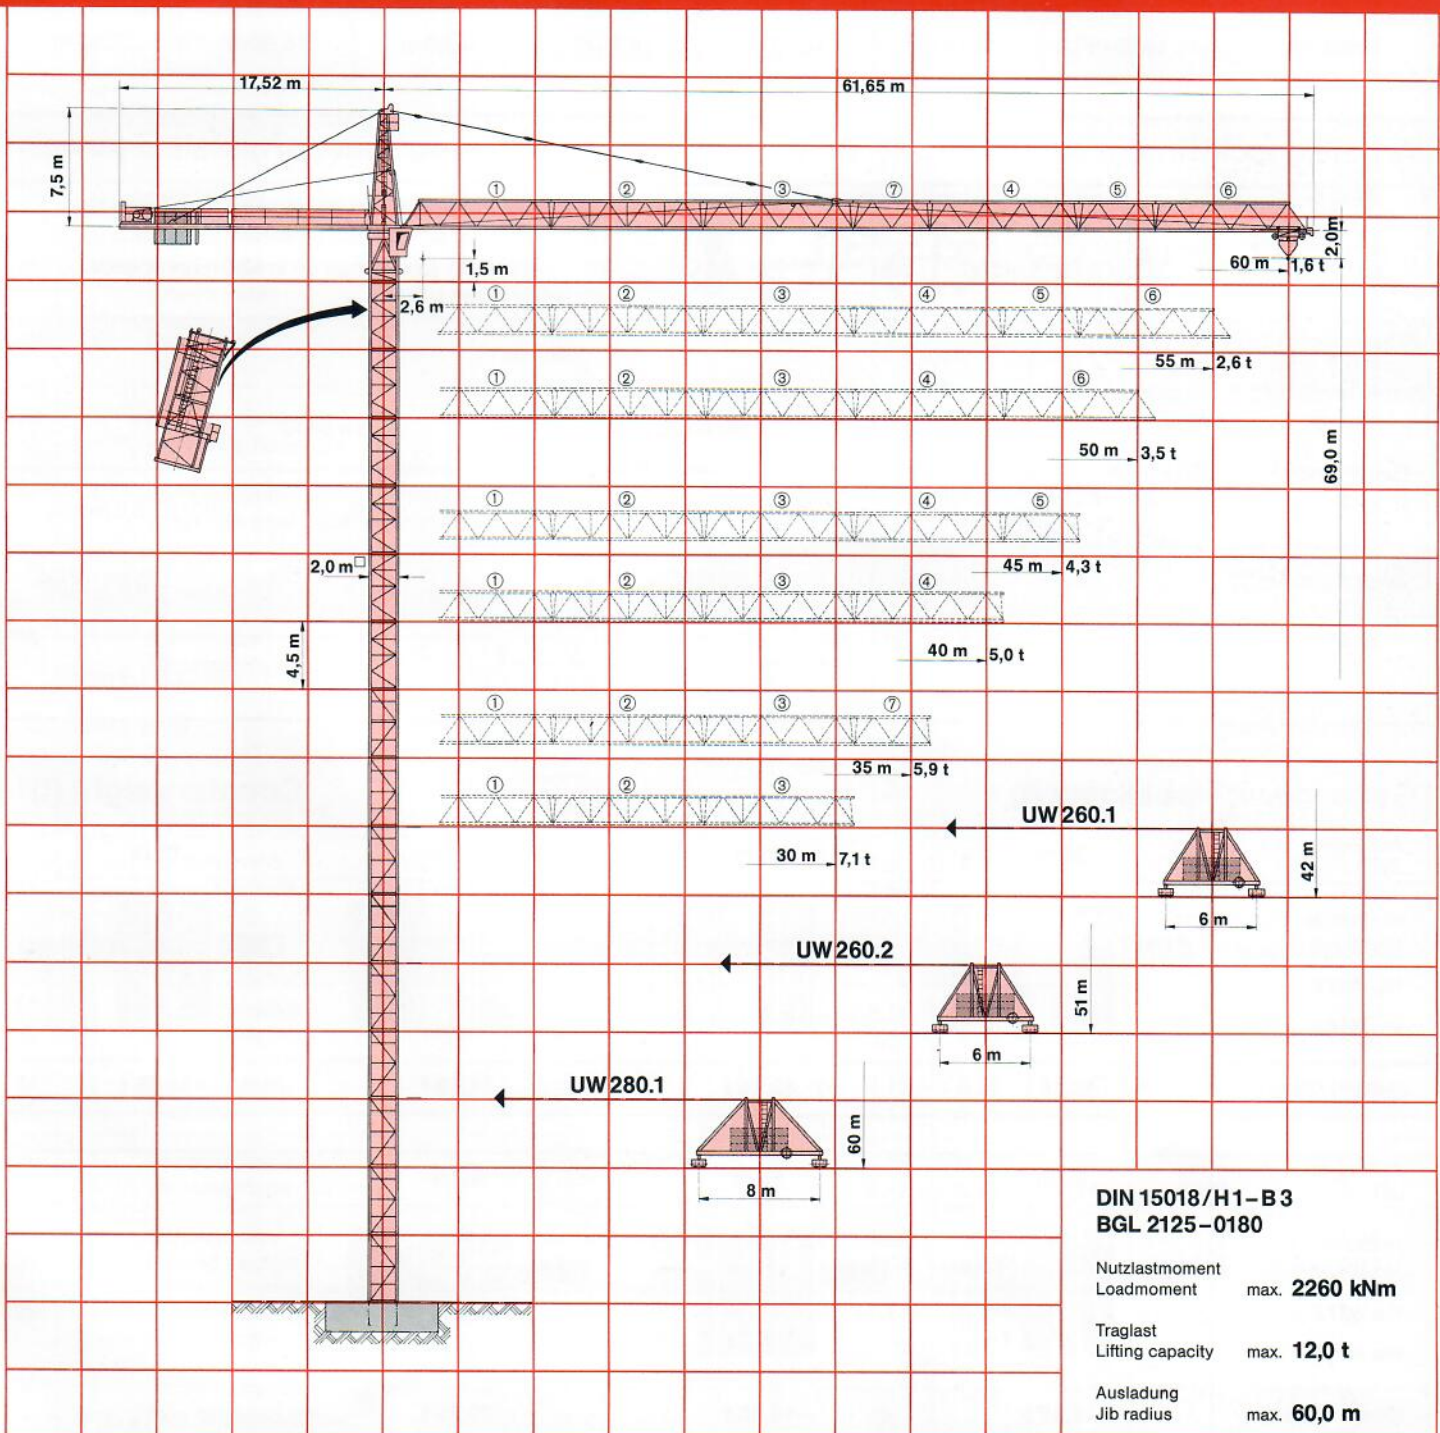 17,52 m
61,65 m
7,5 m
① ② ③ ⑦ ④ ⑤ ⑥
2,0m
60 m 1,6 t
1,5 m
2,6 m
① ② ③ ④ ⑤ ⑥
55 m 2,6 t
① ② ③ ④ ⑥
50 m 3,5 t
69,0 m
① ② ③ ④ ⑤
45 m 4,3 t
2,0 m□
① ② ③ ④
40 m 5,0 t
4,5 m
① ② ③ ⑦
35 m 5,9 t
① ② ③
30 m 7,1 t
UW 260.1
42 m
6 m
UW 260.2
51 m
6 m
UW 280.1
60 m
8 m
DIN 15018/H1–B3
BGL 2125–0180
Nutzlastmoment
Loadmoment max. 2260 kNm
Traglast
Lifting capacity max. 12,0 t
Ausladung
Jib radius max. 60,0 m